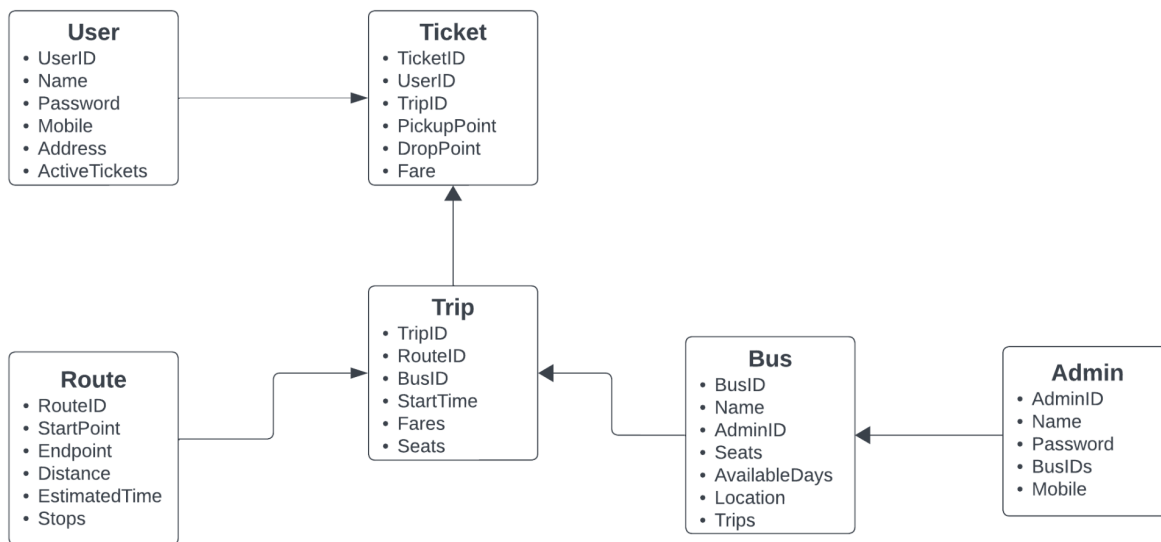 User
• UserID
• Name
• Password
• Mobile
• Address
• ActiveTickets
Ticket
• TicketID
• UserID
• TripID
• PickupPoint
• DropPoint
• Fare
Trip
• TripID
• RouteID
• BusID
• StartTime
• Fares
• Seats
Route
• RouteID
• StartPoint
• Endpoint
• Distance
• EstimatedTime
• Stops
Bus
• BusID
• Name
• AdminID
• Seats
• AvailableDays
• Location
• Trips
Admin
• AdminID
• Name
• Password
• BusIDs
• Mobile